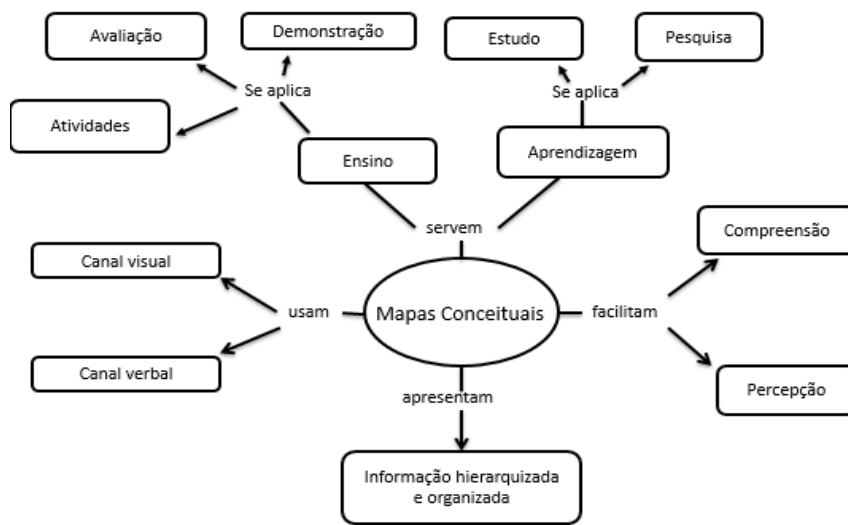 Avaliação
Demonstração
Estudo
Pesquisa
Se aplica
Se aplica
Atividades
Ensino
Aprendizagem
servem
Compreensão
Canal visual
usam
Mapas Conceituais
facilitam
Canal verbal
Percepção
apresentam
Informação hierarquizada
e organizada